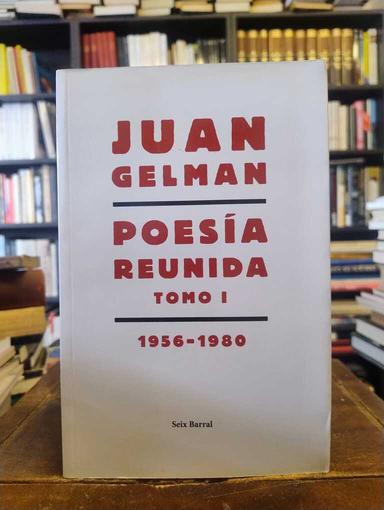 JUAN
GELMAN
POESÍA
REUNIDA
TOMO I
1956-1980
Seix Barral